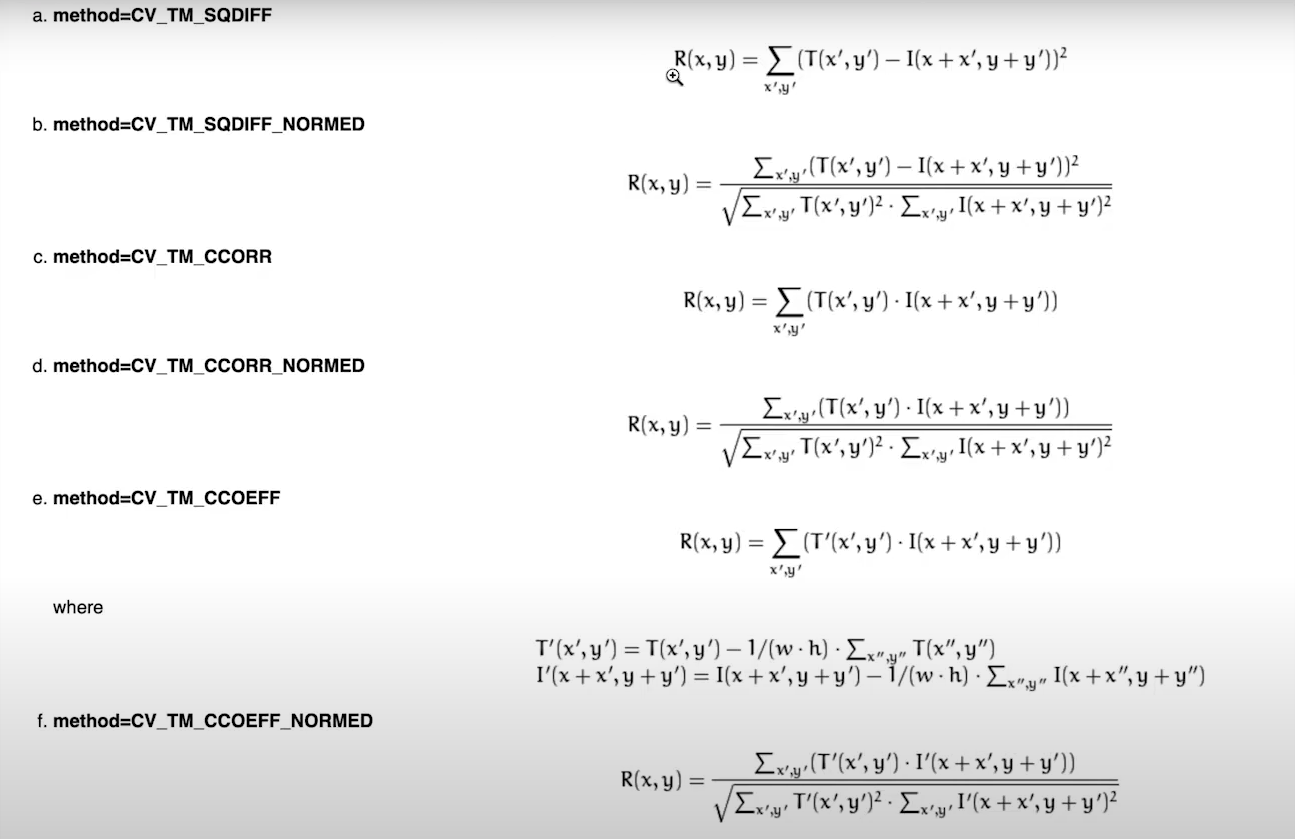 a. method=CV_TM_SQDIFF
R(x, y) = ∑x′,y′ (T(x′, y′) − I(x + x′, y + y′))²
b. method=CV_TM_SQDIFF_NORMED
R(x, y) = ∑x′,y′ (T(x′, y′) − I(x + x′, y + y′))² / √(∑x′,y′ T(x′, y′)² · ∑x′,y′ I(x + x′, y + y′)²)
c. method=CV_TM_CCORR
R(x, y) = ∑x′,y′ (T(x′, y′) · I(x + x′, y + y′))
d. method=CV_TM_CCORR_NORMED
R(x, y) = ∑x′,y′ (T(x′, y′) · I(x + x′, y + y′)) / √(∑x′,y′ T(x′, y′)² · ∑x′,y′ I(x + x′, y + y′)²)
e. method=CV_TM_CCOEFF
R(x, y) = ∑x′,y′ (T′(x′, y′) · I(x + x′, y + y′))
where
T′(x′, y′) = T(x′, y′) − 1/(w · h) · ∑x″,y″ T(x″, y″)
I′(x + x′, y + y′) = I(x + x′, y + y′) − 1/(w · h) · ∑x″,y″ I(x + x″, y + y″)
f. method=CV_TM_CCOEFF_NORMED
R(x, y) = ∑x′,y′ (T′(x′, y′) · I′(x + x′, y + y′)) / √(∑x′,y′ T′(x′, y′)² · ∑x′,y′ I′(x + x′, y + y′)²)